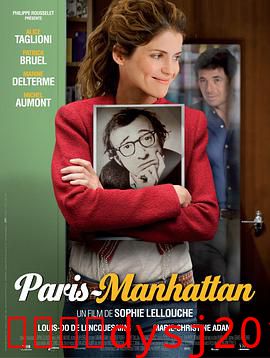 PHILIPPE ROUSSELET PRÉSENTE
ALICE
TAGLIONI
PATRICK
BRUEL
MARINE
DELTERME
MICHEL
AUMONT
Paris-Manhattan
UN FILM DE SOPHIE LELLOUCHE
LOUIS-DO DE LENCQUESAING
MARIE-CHRISTINE ADAM
dysj20